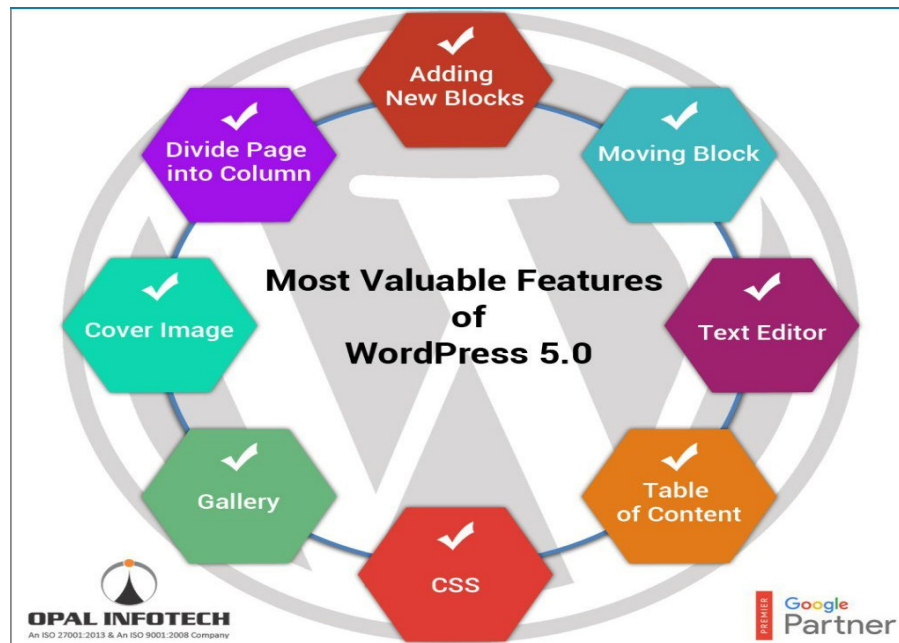 Adding
New Blocks
Moving Block
Text Editor
Table
of Content
CSS
Gallery
Cover Image
Divide Page
into Column
Most Valuable Features
of
WordPress 5.0
OPAL INFOTECH
An ISO 27001:2013 & An ISO 9001:2008 Company
PREMIER
Google
Partner